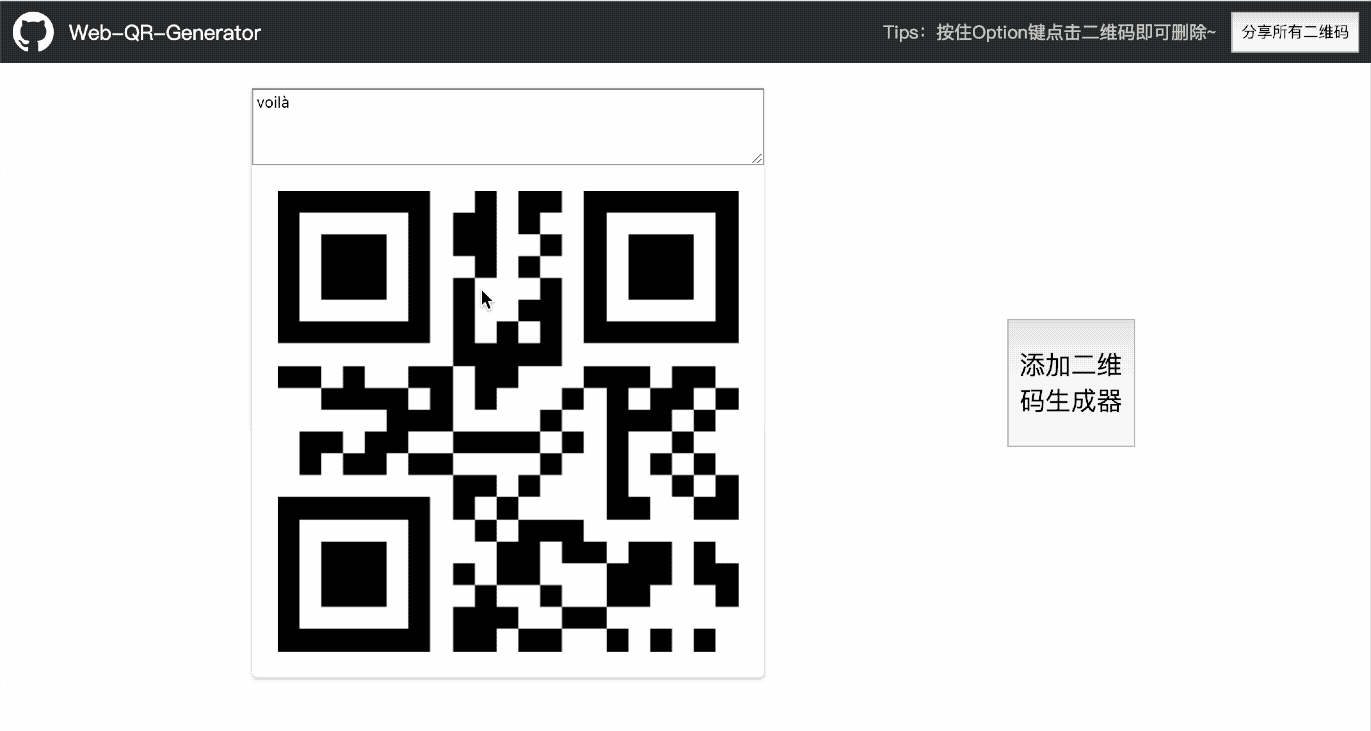 Web-QR-Generator
Tips：按住Option键点击二维码即可删除~
分享所有二维码
voilà
添加二维
码生成器